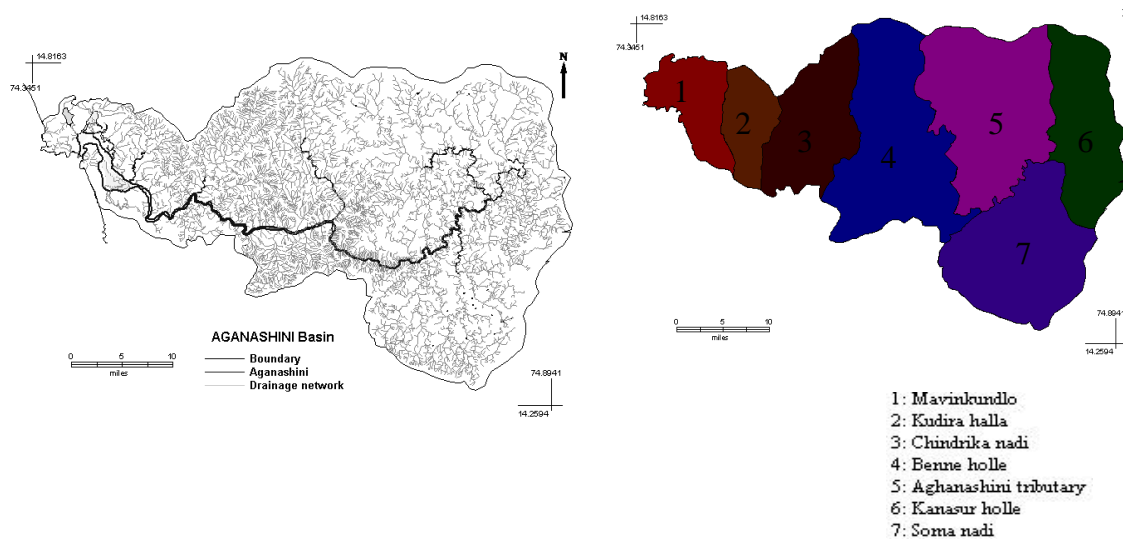 14.8163
74.3451
N
AGANASHINI Basin
Boundary
Aganashini
Drainage network
0 5 10
miles
74.8941
14.2594
14.8163
74.3451
1
2
3
4
5
6
7
0 5 10
miles
74.8941
14.2594
1: Mavinkundlo
2: Kudira halla
3: Chindrika nadi
4: Benne holle
5: Aghanashini tributary
6: Kanasur holle
7: Soma nadi